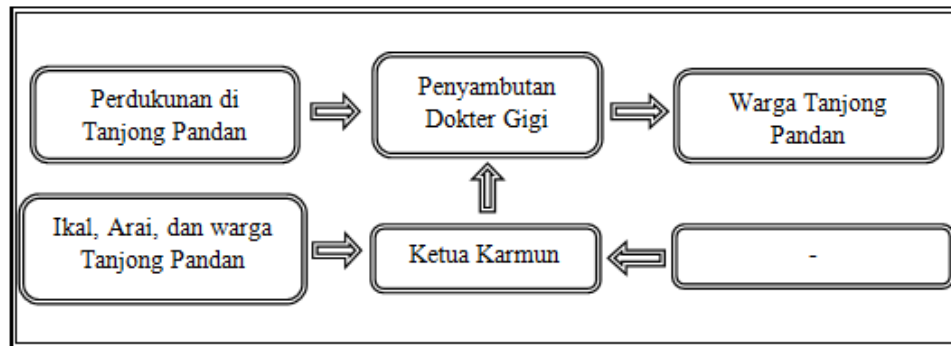 Perdukunan di
Tanjong Pandan
Penyambutan
Dokter Gigi
Warga Tanjong
Pandan
Ikal, Arai, dan warga
Tanjong Pandan
Ketua Karmun
-